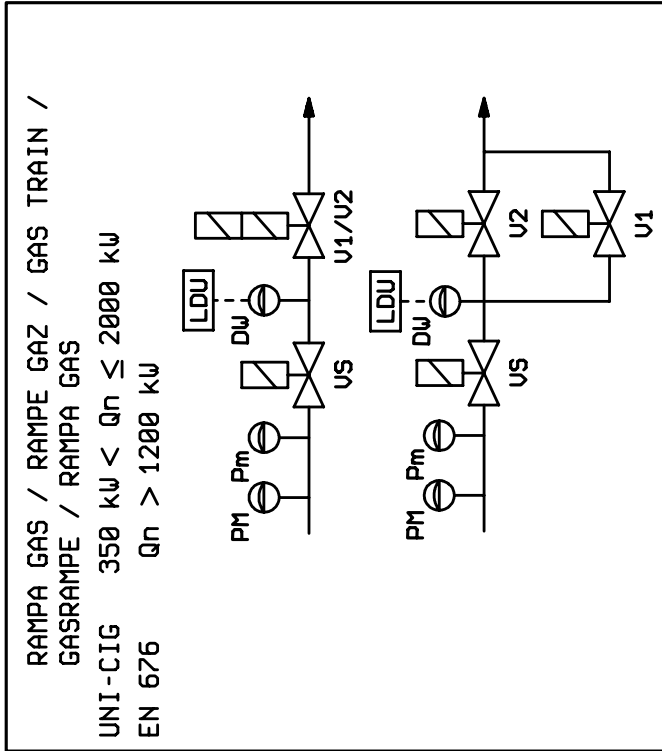 RAMPA GAS / RAMPE GAZ / GAS TRAIN /
GASRAMPE / RAMPA GAS
UNI-CIG 350 kW < Qn ≤ 2000 kW
EN 676 Qn > 1200 kW
PM
Pm
VS
DW
LDU
V1/V2
PM
Pm
VS
DW
LDU
V2
V1